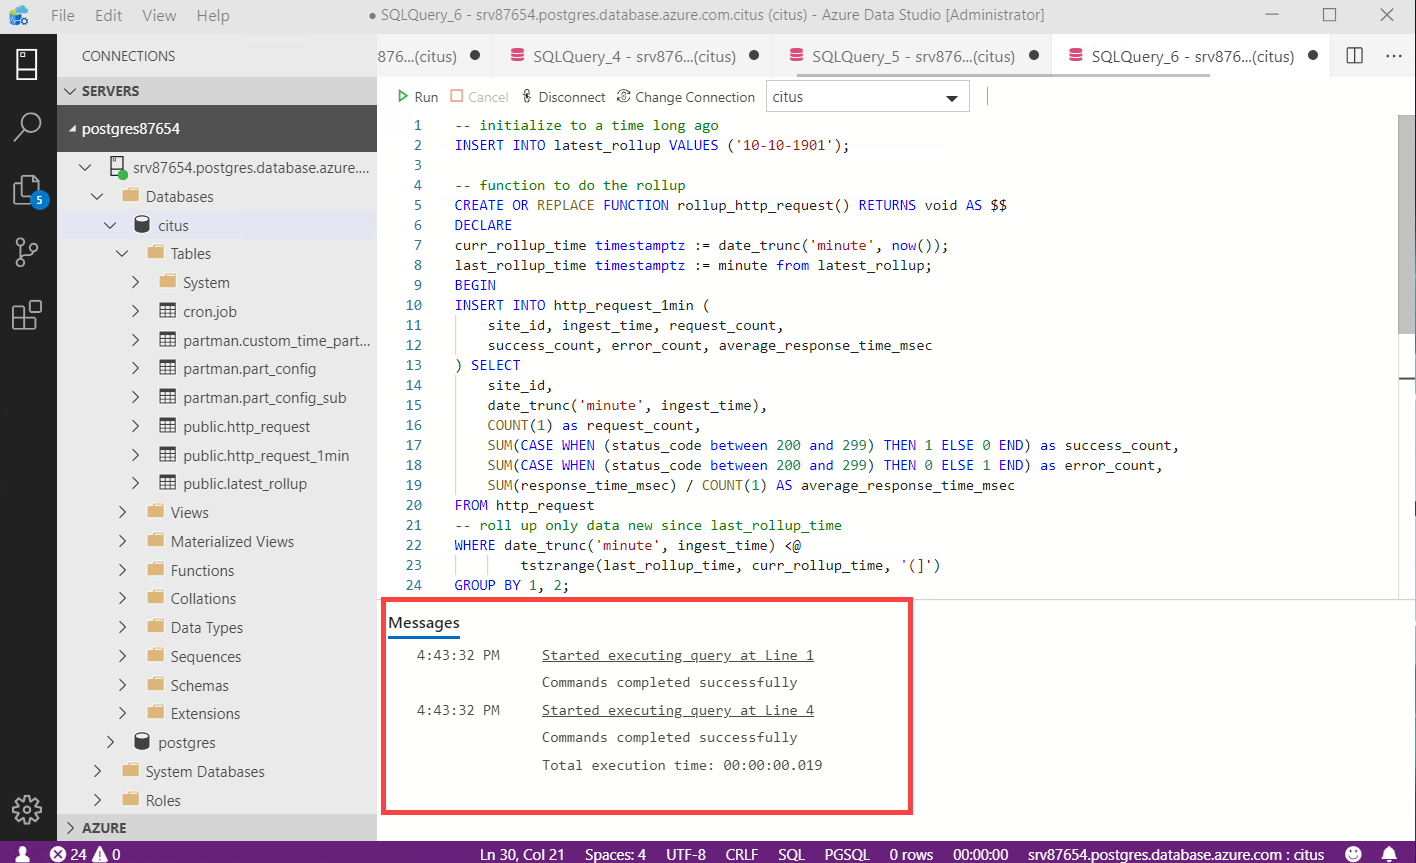 File Edit View Help ● SQLQuery_6 - srv87654.postgres.database.azure.com.citus (citus) - Azure Data Studio [Administrator]
CONNECTIONS
876...(citus) ● SQLQuery_4 - srv876...(citus) ● SQLQuery_5 - srv876...(citus) ● SQLQuery_6 - srv876...(citus) ●
SERVERS
postgres87654
srv87654.postgres.database.azure....
Databases
citus
Tables
System
cron.job
partman.custom_time_part...
partman.part_config
partman.part_config_sub
public.http_request
public.http_request_1min
public.latest_rollup
Views
Materialized Views
Functions
Collations
Data Types
Sequences
Schemas
Extensions
postgres
System Databases
Roles
AZURE
5
Run Cancel Disconnect Change Connection citus
1 -- initialize to a time long ago
2 INSERT INTO latest_rollup VALUES ('10-10-1901');
3
4 -- function to do the rollup
5 CREATE OR REPLACE FUNCTION rollup_http_request() RETURNS void AS $$
6 DECLARE
7 curr_rollup_time timestamptz := date_trunc('minute', now());
8 last_rollup_time timestamptz := minute from latest_rollup;
9 BEGIN
10 INSERT INTO http_request_1min (
11 site_id, ingest_time, request_count,
12 success_count, error_count, average_response_time_msec
13 ) SELECT
14 site_id,
15 date_trunc('minute', ingest_time),
16 COUNT(1) as request_count,
17 SUM(CASE WHEN (status_code between 200 and 299) THEN 1 ELSE 0 END) as success_count,
18 SUM(CASE WHEN (status_code between 200 and 299) THEN 0 ELSE 1 END) as error_count,
19 SUM(response_time_msec) / COUNT(1) AS average_response_time_msec
20 FROM http_request
21 -- roll up only data new since last_rollup_time
22 WHERE date_trunc('minute', ingest_time) <@
23 tstzrange(last_rollup_time, curr_rollup_time, '(]')
24 GROUP BY 1, 2;
Messages
4:43:32 PM Started executing query at Line 1
Commands completed successfully
4:43:32 PM Started executing query at Line 4
Commands completed successfully
Total execution time: 00:00:00.019
24 0 Ln 30, Col 21 Spaces: 4 UTF-8 CRLF SQL PGSQL 0 rows 00:00:00 srv87654.postgres.database.azure.com : citus